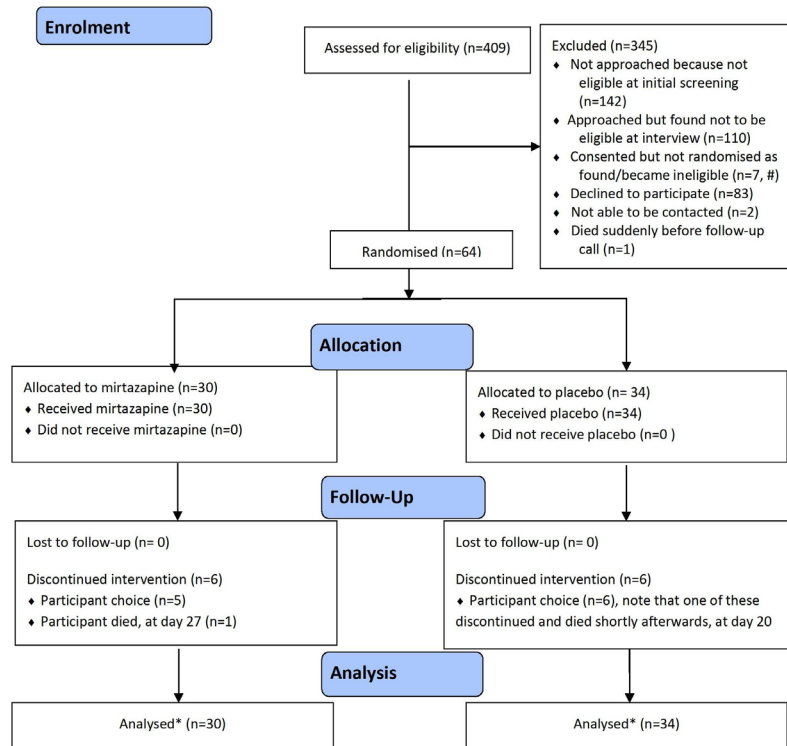 Enrolment
Assessed for eligibility (n=409)
Excluded (n=345)
♦ Not approached because not
eligible at initial screening
(n=142)
♦ Approached but found not to be
eligible at interview (n=110)
♦ Consented but not randomised as
found/became ineligible (n=7, #)
♦ Declined to participate (n=83)
♦ Not able to be contacted (n=2)
♦ Died suddenly before follow-up
call (n=1)
Randomised (n=64)
Allocation
Allocated to mirtazapine (n=30)
♦ Received mirtazapine (n=30)
♦ Did not receive mirtazapine (n=0)
Allocated to placebo (n= 34)
♦ Received placebo (n=34)
♦ Did not receive placebo (n=0 )
Follow-Up
Lost to follow-up (n= 0)
Discontinued intervention (n=6)
♦ Participant choice (n=5)
♦ Participant died, at day 27 (n=1)
Lost to follow-up (n= 0)
Discontinued intervention (n=6)
♦ Participant choice (n=6), note that one of these
discontinued and died shortly afterwards, at day 20
Analysis
Analysed* (n=30)
Analysed* (n=34)